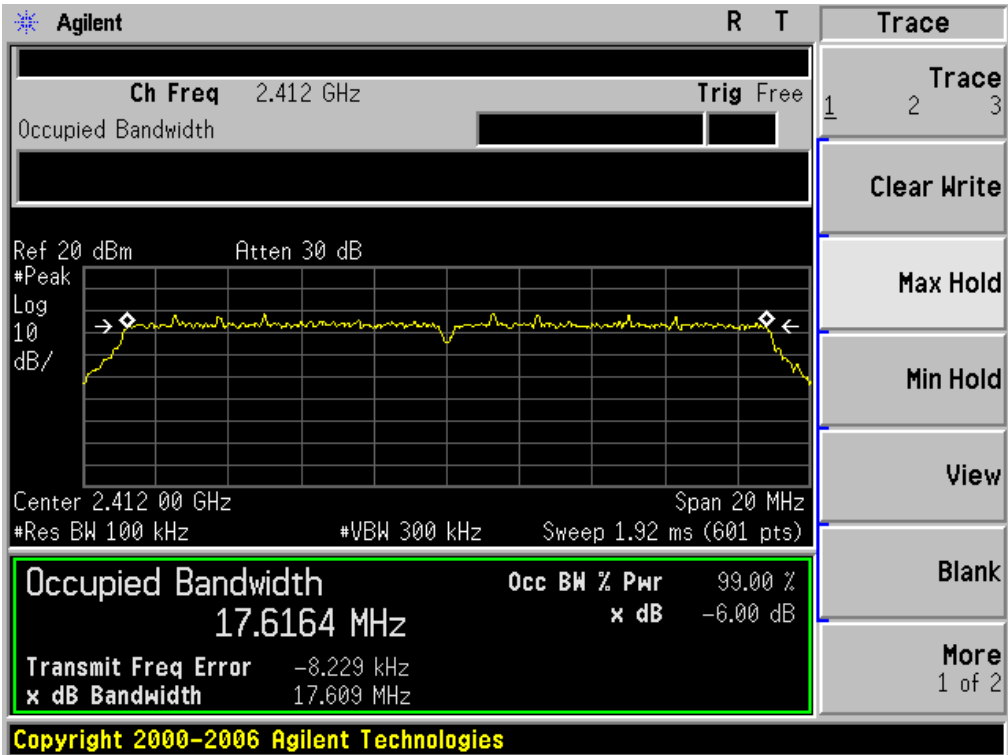 Agilent R T
Ch Freq 2.412 GHz Trig Free
Occupied Bandwidth
Ref 20 dBm Atten 30 dB
#Peak
Log
10
dB/
Center 2.412 00 GHz Span 20 MHz
#Res BW 100 kHz #VBW 300 kHz Sweep 1.92 ms (601 pts)
Occupied Bandwidth
17.6164 MHz
Occ BW % Pwr 99.00 %
x dB -6.00 dB
Transmit Freq Error -8.229 kHz
x dB Bandwidth 17.609 MHz
Copyright 2000-2006 Agilent Technologies
Trace
Trace
1 2 3
Clear Write
Max Hold
Min Hold
View
Blank
More
1 of 2